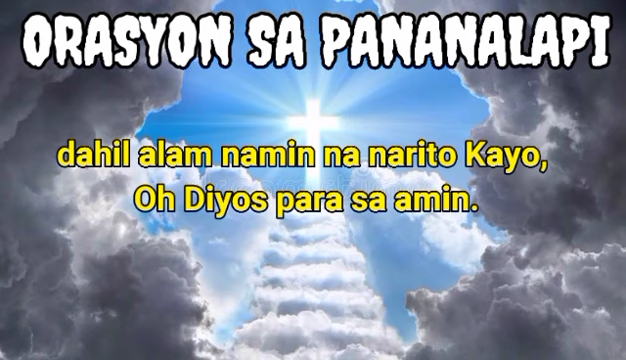 ORASYON SA PANANALAPI
dahil alam namin na narito Kayo,
Oh Diyos para sa amin.